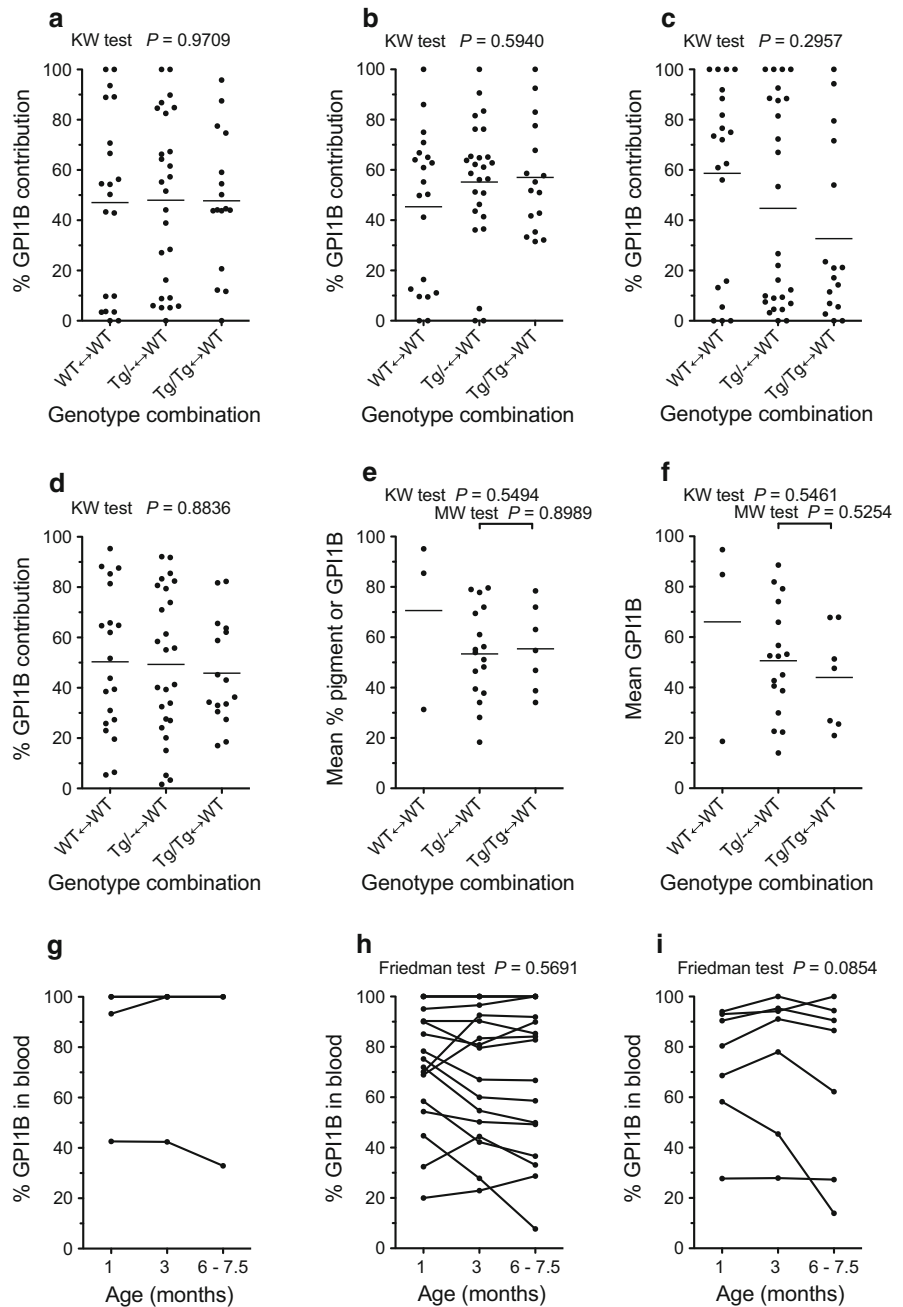 a
KW test P = 0.9709
% GPI1B contribution
100
80
60
40
20
0
WT↔WT
Tg/-↔WT
Tg/Tg↔WT
Genotype combination
b
KW test P = 0.5940
% GPI1B contribution
100
80
60
40
20
0
WT↔WT
Tg/-↔WT
Tg/Tg↔WT
Genotype combination
c
KW test P = 0.2957
% GPI1B contribution
100
80
60
40
20
0
WT↔WT
Tg/-↔WT
Tg/Tg↔WT
Genotype combination
d
KW test P = 0.8836
% GPI1B contribution
100
80
60
40
20
0
WT↔WT
Tg/-↔WT
Tg/Tg↔WT
Genotype combination
e
KW test P = 0.5494
MW test P = 0.8989
Mean % pigment or GPI1B
100
80
60
40
20
0
WT↔WT
Tg/-↔WT
Tg/Tg↔WT
Genotype combination
f
KW test P = 0.5461
MW test P = 0.5254
Mean GPI1B
100
80
60
40
20
0
WT↔WT
Tg/-↔WT
Tg/Tg↔WT
Genotype combination
g
% GPI1B in blood
100
80
60
40
20
0
1 3 6 - 7.5
Age (months)
h
Friedman test P = 0.5691
% GPI1B in blood
100
80
60
40
20
0
1 3 6 - 7.5
Age (months)
i
Friedman test P = 0.0854
% GPI1B in blood
100
80
60
40
20
0
1 3 6 - 7.5
Age (months)